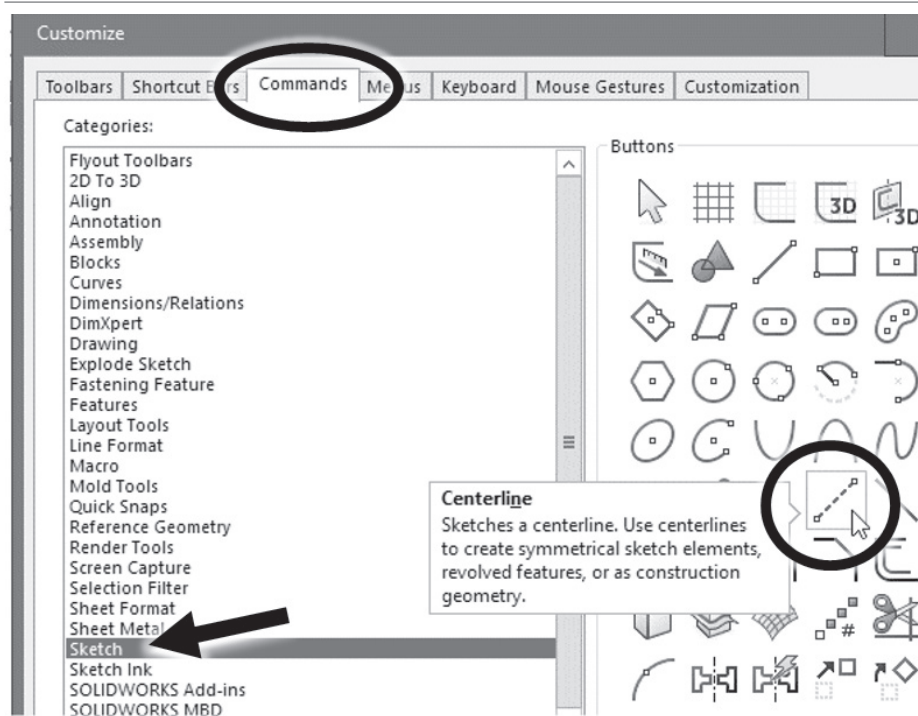 Customize
Toolbars Shortcut Commands Keyboard Mouse Gestures Customization
Categories:
Buttons
Flyout Toolbars
2D To 3D
Align
Annotation
Assembly
Blocks
Curves
Dimensions/Relations
DimXpert
Drawing
Explode Sketch
Fastening Feature
Features
Layout Tools
Line Format
Macro
Mold Tools
Quick Snaps
Reference Geometry
Render Tools
Screen Capture
Selection Filter
Sheet Format
Sheet Metal
Sketch
Sketch Ink
SOLIDWORKS Add-ins
SOLIDWORKS MBD
3D
3D
Centerline
Sketches a centerline. Use centerlines
to create symmetrical sketch elements,
revolved features, or as construction
geometry.
#